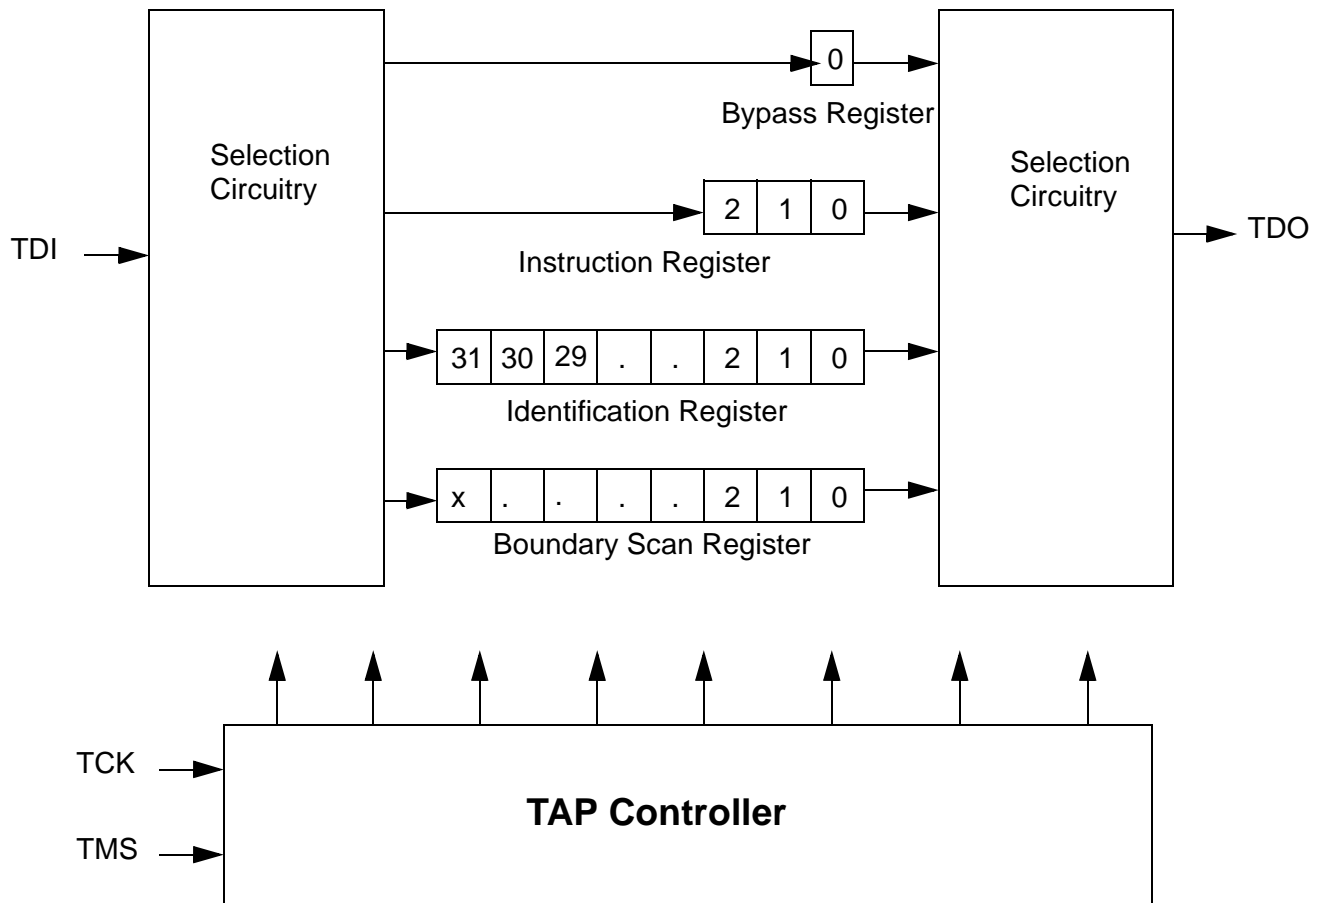 0
Bypass Register
Selection
Circuitry
Selection
Circuitry
2 1 0
TDI
TDO
Instruction Register
31 30 29 . . 2 1 0
Identification Register
x . . . . 2 1 0
Boundary Scan Register
TCK
TAP Controller
TMS